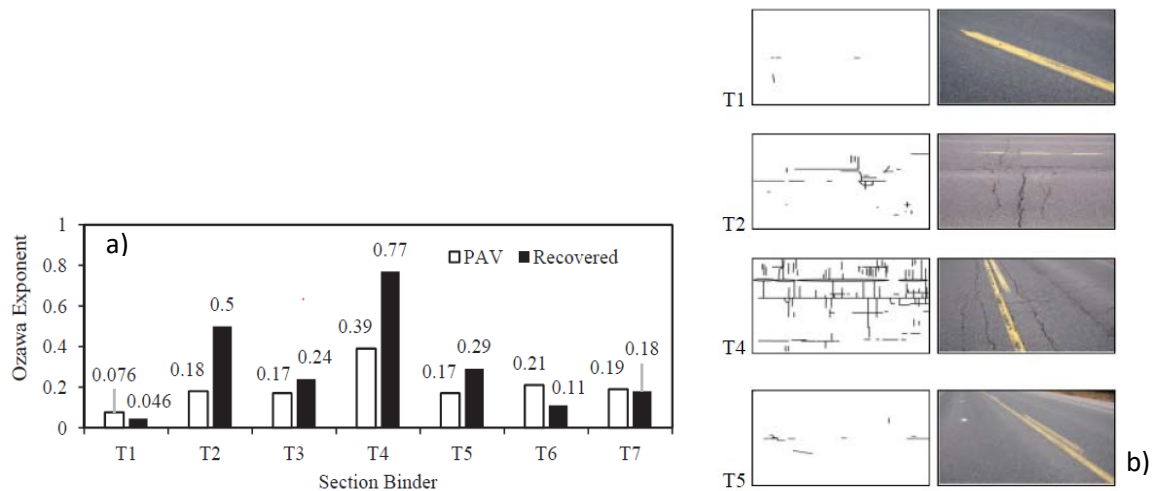 a)
Ozawa Exponent
1
0.8
0.6
0.4
0.2
0
PAV Recovered
0.076
0.046
0.18
0.5
0.17
0.24
0.39
0.77
0.17
0.29
0.21
0.11
0.19
0.18
T1 T2 T3 T4 T5 T6 T7
Section Binder
T1
T2
T4
T5
b)